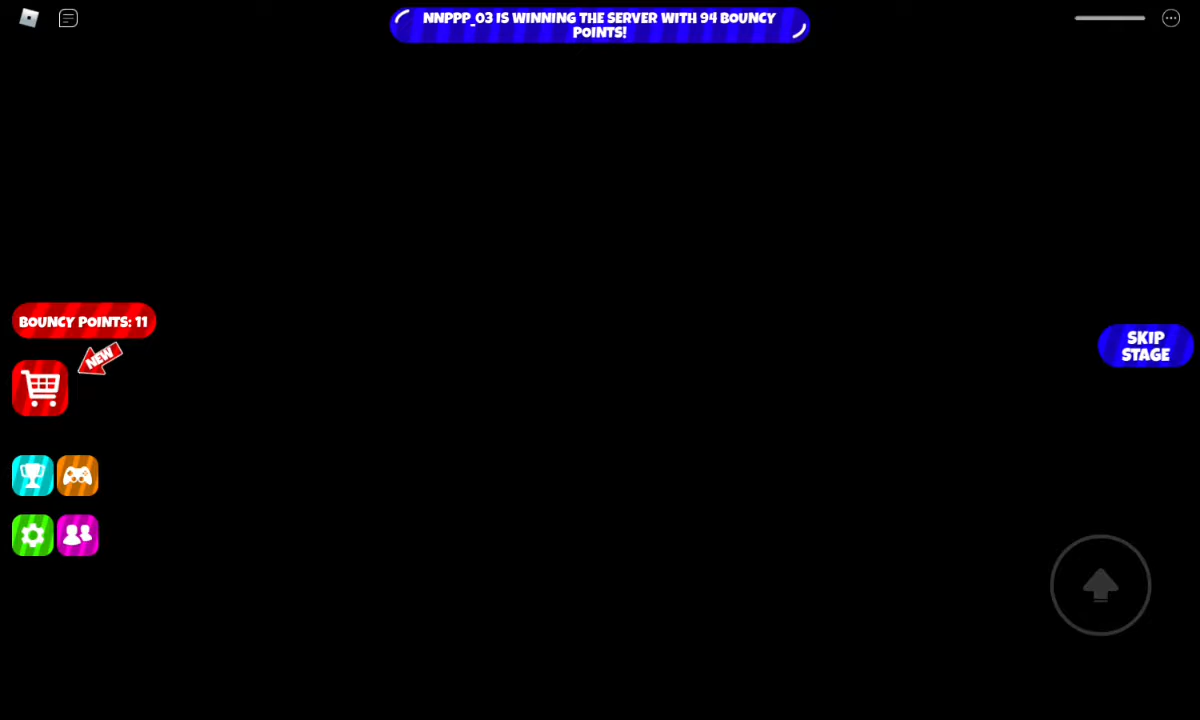 NNPPP_03 IS WINNING THE SERVER WITH 94 BOUNCY
POINTS!
BOUNCY POINTS: 11
NEW
SKIP
STAGE